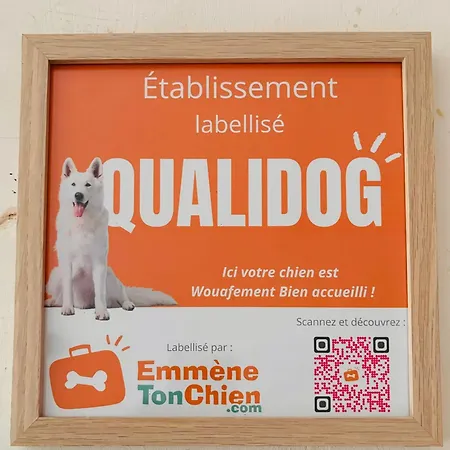 Établissement
labellisé
QUALIDOG
Ici votre chien est
Wouafement Bien accueilli !
Scannez et découvrez :
Labellisé par :
Emmène
TonChien
.com